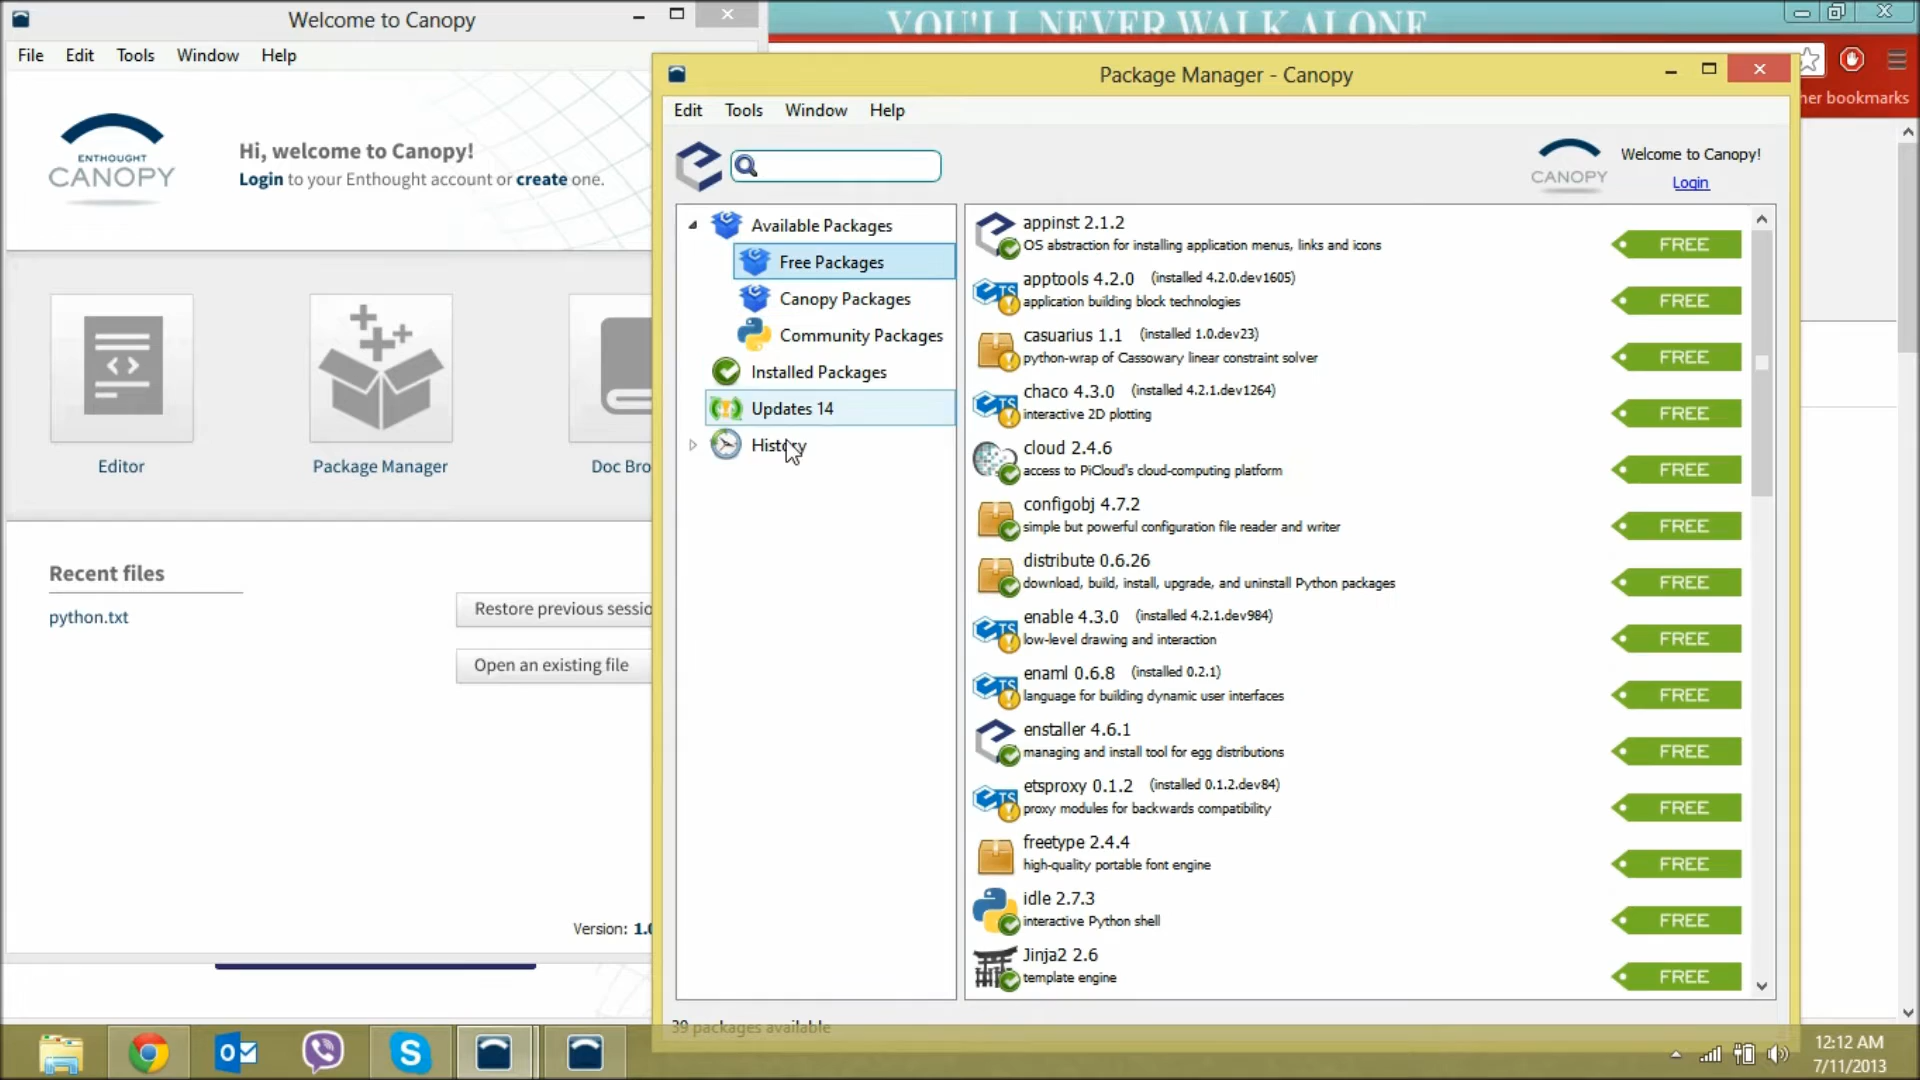 Welcome to Canopy
File Edit Tools Window Help
ENTHOUGHT
CANOPY
Hi, welcome to Canopy!
Login to your Enthought account or create one.
Editor
Package Manager
Doc Bro
Recent files
python.txt
Restore previous sessio
Open an existing file
Version: 1.0
YOU'LL NEVER WALK ALONE
her bookmarks
Package Manager - Canopy
Edit Tools Window Help
CANOPY
Welcome to Canopy!
Login
Available Packages
Free Packages
Canopy Packages
Community Packages
Installed Packages
Updates 14
History
appinst 2.1.2
OS abstraction for installing application menus, links and icons
FREE
apptools 4.2.0 (installed 4.2.0.dev1605)
application building block technologies
FREE
casuarius 1.1 (installed 1.0.dev23)
python-wrap of Cassowary linear constraint solver
FREE
chaco 4.3.0 (installed 4.2.1.dev1264)
interactive 2D plotting
FREE
cloud 2.4.6
access to PiCloud's cloud-computing platform
FREE
configobj 4.7.2
simple but powerful configuration file reader and writer
FREE
distribute 0.6.26
download, build, install, upgrade, and uninstall Python packages
FREE
enable 4.3.0 (installed 4.2.1.dev984)
low-level drawing and interaction
FREE
enaml 0.6.8 (installed 0.2.1)
language for building dynamic user interfaces
FREE
enstaller 4.6.1
managing and install tool for egg distributions
FREE
etsproxy 0.1.2 (installed 0.1.2.dev84)
proxy modules for backwards compatibility
FREE
freetype 2.4.4
high-quality portable font engine
FREE
idle 2.7.3
interactive Python shell
FREE
Jinja2 2.6
template engine
FREE
39 packages available
12:12 AM
7/11/2013